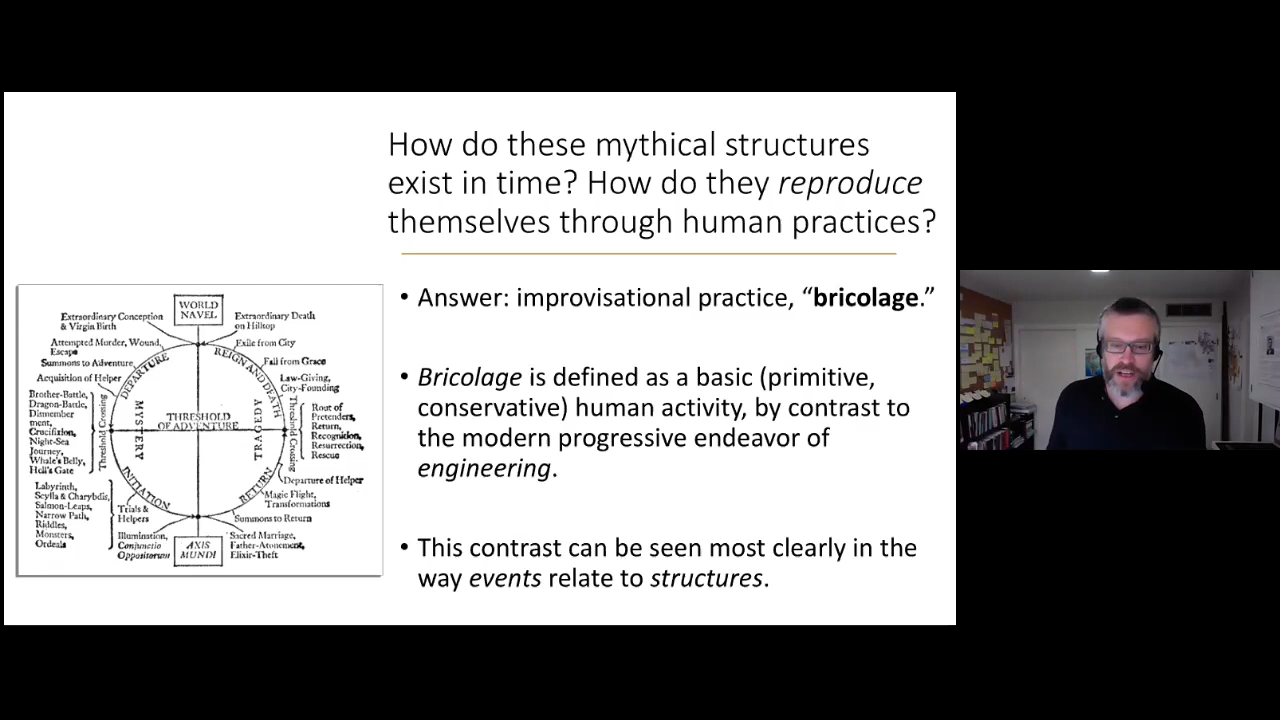 How do these mythical structures
exist in time? How do they reproduce
themselves through human practices?
• Answer: improvisational practice, “bricolage.”
• Bricolage is defined as a basic (primitive,
conservative) human activity, by contrast to
the modern progressive endeavor of
engineering.
• This contrast can be seen most clearly in the
way events relate to structures.
WORLD
NAVEL
Extraordinary Conception
& Virgin Birth
Attempted Murder, Wound,
Escape
Summons to Adventure
Acquisition of Helper
Brother-Battle,
Dragon-Battle,
Dismember
ment,
Crucifixion,
Night-Sea
Journey,
Whale's Belly,
Hell's Gate
Threshold Crossing
Labyrinth,
Scylla & Charybdis,
Salmon-Leaps,
Narrow Path,
Riddles,
Monsters,
Ordeals
Trials &
Helpers
Illumination,
Conjunctio
Oppositorum
DEPARTURE
MYSTERY
INITIATION
THRESHOLD
OF ADVENTURE
REIGN AND DEATH
TRAGEDY
RETURN
Extraordinary Death
on Hilltop
Exile from City
Fall from Grace
Law-Giving,
City-Founding
Threshold Crossing
Rout of
Pretenders,
Return,
Recognition,
Resurrection,
Rescue
Departure of Helper
Magic Flight,
Transformations
Summons to Return
Sacred Marriage,
Father-Atonement,
Elixir-Theft
AXIS
MUNDI